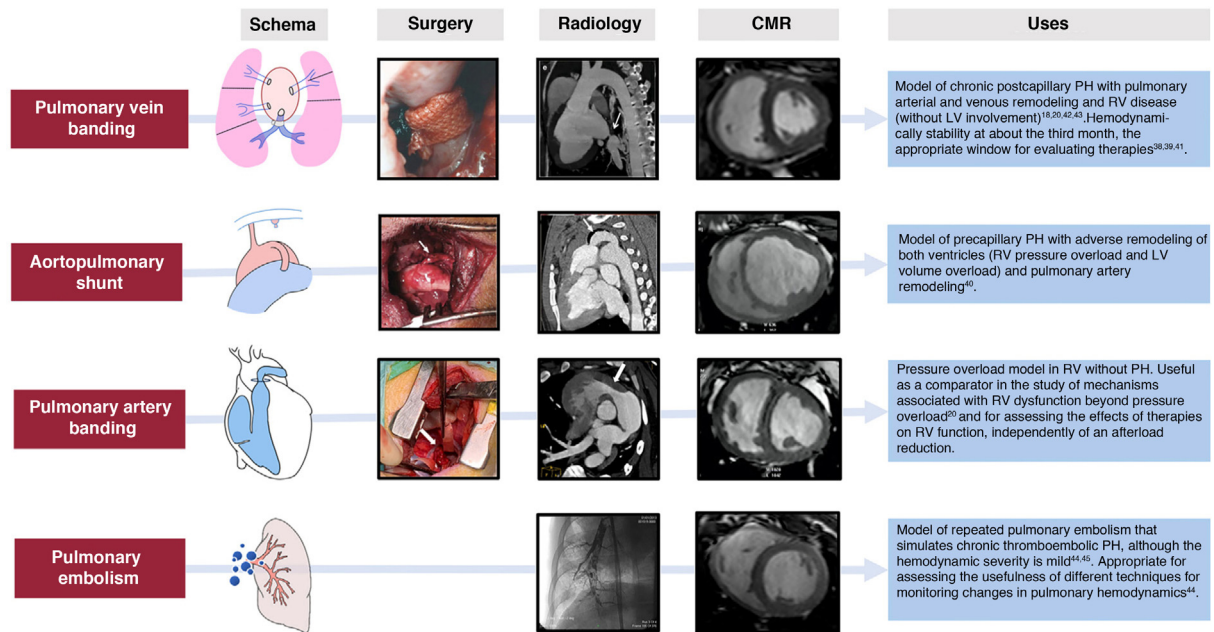 Schema
Surgery
Radiology
CMR
Uses
Pulmonary vein
banding
Model of chronic postcapillary PH with pulmonary
arterial and venous remodeling and RV disease
(without LV involvement)18,20,42,43.Hemodynami-
cally stability at about the third month, the
appropriate window for evaluating therapies38,39,41.
Aortopulmonary
shunt
Model of precapillary PH with adverse remodeling of
both ventricles (RV pressure overload and LV
volume overload) and pulmonary artery
remodeling40.
Pulmonary artery
banding
Pressure overload model in RV without PH. Useful
as a comparator in the study of mechanisms
associated with RV dysfunction beyond pressure
overload20 and for assessing the effects of therapies
on RV function, independently of an afterload
reduction.
Pulmonary
embolism
Model of repeated pulmonary embolism that
simulates chronic thromboembolic PH, although the
hemodynamic severity is mild44,45. Appropriate for
assessing the usefulness of different techniques for
monitoring changes in pulmonary hemodynamics44.